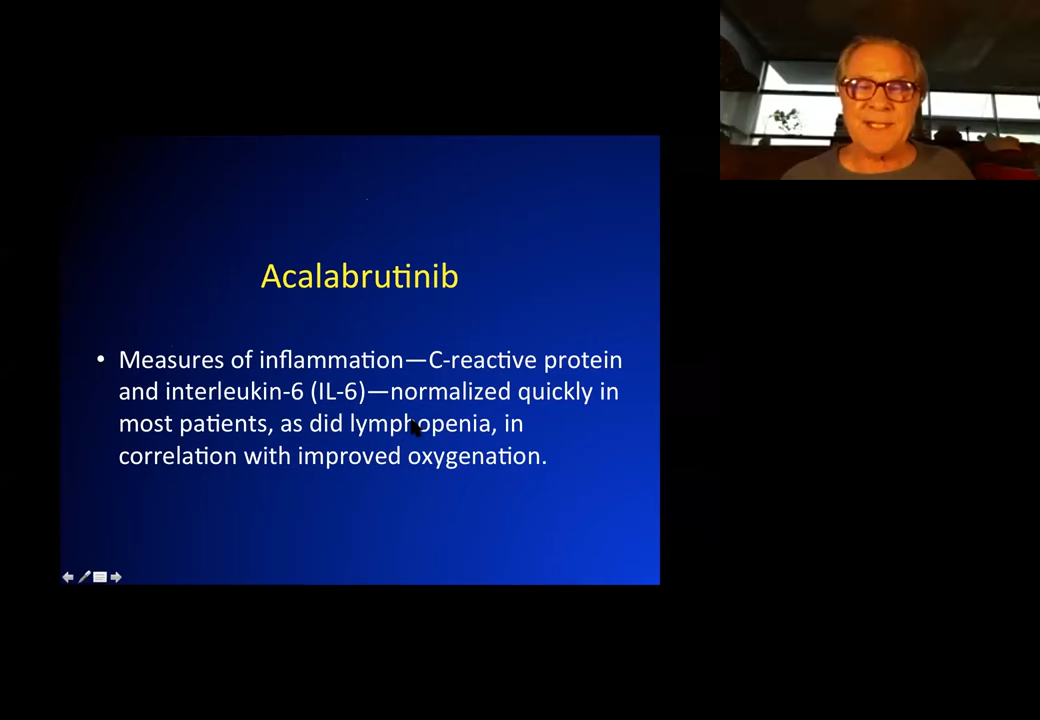 Acalabrutinib
• Measures of inflammation—C-reactive protein
and interleukin-6 (IL-6)—normalized quickly in
most patients, as did lymphopenia, in
correlation with improved oxygenation.